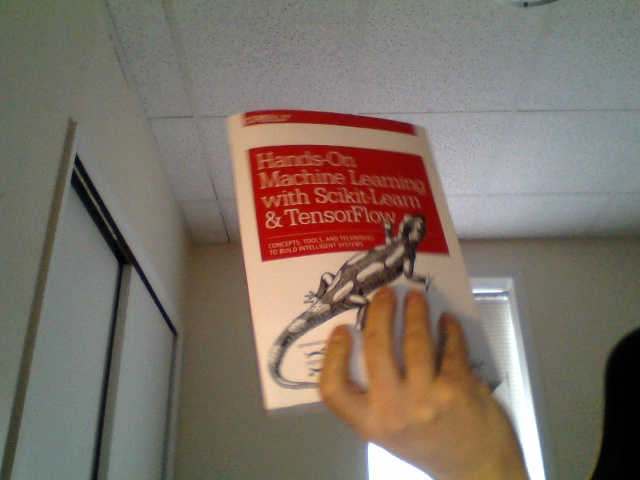 O'REILLY
Hands-On
Machine Learning
with Scikit-Learn
& TensorFlow
CONCEPTS, TOOLS, AND TECHNIQUES
TO BUILD INTELLIGENT SYSTEMS